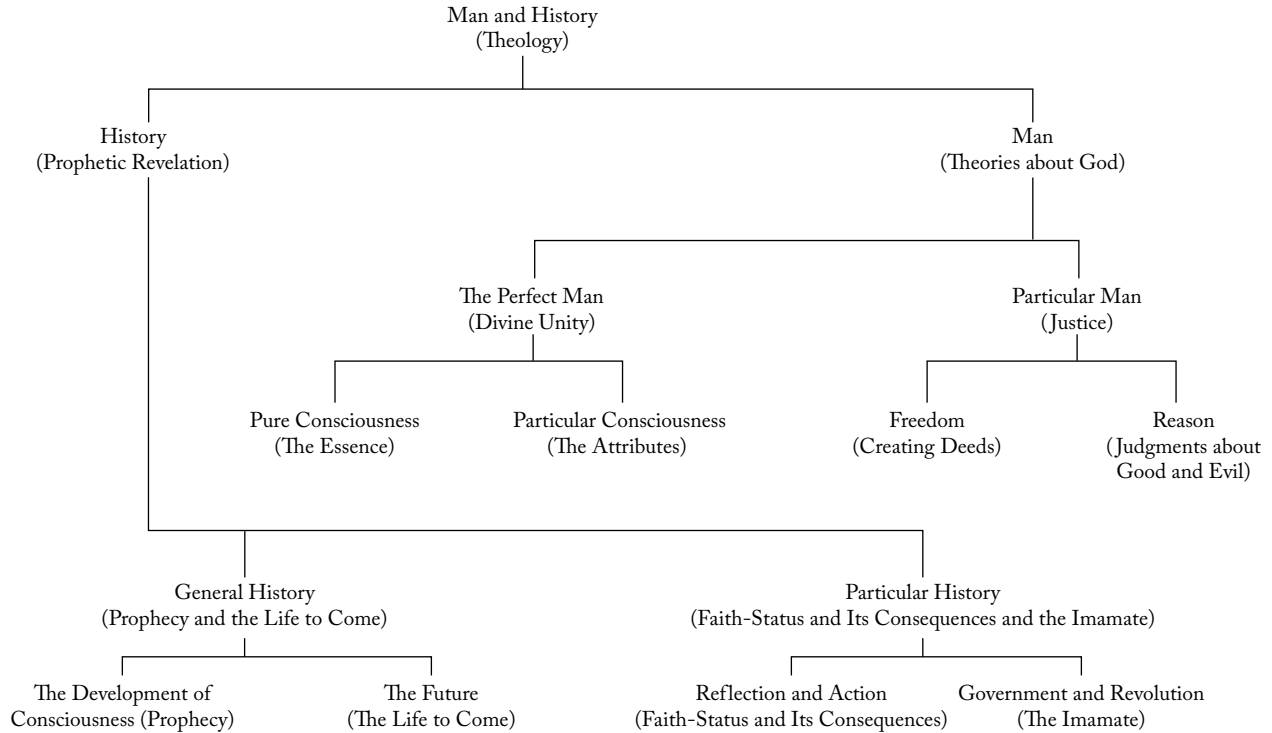 Man and History
(Theology)
History
(Prophetic Revelation)
Man
(Theories about God)
The Perfect Man
(Divine Unity)
Particular Man
(Justice)
Pure Consciousness
(The Essence)
Particular Consciousness
(The Attributes)
Freedom
(Creating Deeds)
Reason
(Judgments about
Good and Evil)
General History
(Prophecy and the Life to Come)
Particular History
(Faith-Status and Its Consequences and the Imamate)
The Development of
Consciousness (Prophecy)
The Future
(The Life to Come)
Reflection and Action
(Faith-Status and Its Consequences)
Government and Revolution
(The Imamate)